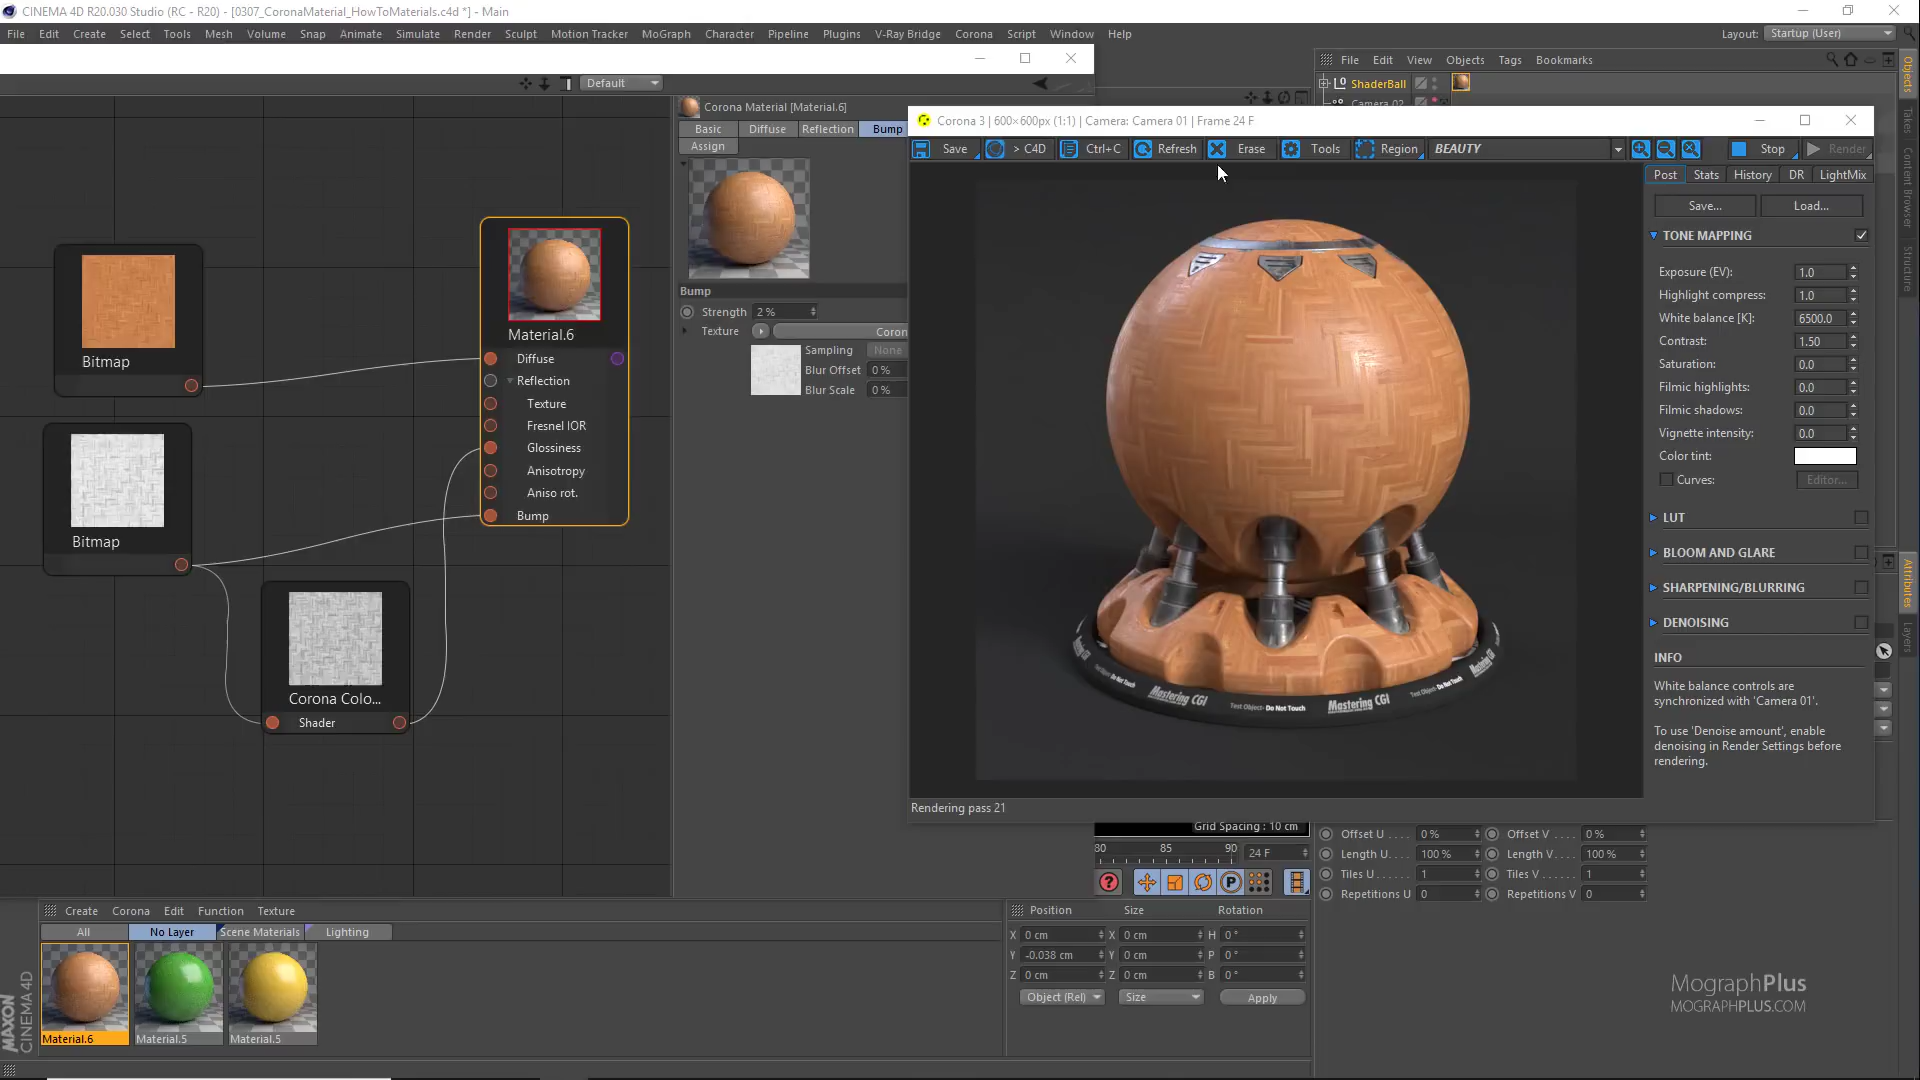 CINEMA 4D R20.030 Studio (RC - R20) - [0307_CoronaMaterial_HowToMaterials.c4d *] - Main
File Edit Create Select Tools Mesh Volume Snap Animate Simulate Render Sculpt Motion Tracker MoGraph Character Pipeline Plugins V-Ray Bridge Corona Script Window Help
Layout: Startup (User)
Default
File Edit View Objects Tags Bookmarks
ShaderBall
Camera 02
Objects
Takes
Content Browser
Structure
Attributes
Layers
Corona Material [Material.6]
Basic Diffuse Reflection Bump
Assign
Bump
Strength 2 %
Texture Coron
Sampling None
Blur Offset 0 %
Blur Scale 0 %
Bitmap
Bitmap
Corona Colo...
Shader
Material.6
Diffuse
Reflection
Texture
Fresnel IOR
Glossiness
Anisotropy
Aniso rot.
Bump
Corona 3 | 600×600px (1:1) | Camera: Camera 01 | Frame 24 F
Save > C4D Ctrl+C Refresh Erase Tools Region BEAUTY Stop Render
Post Stats History DR LightMix
Save... Load...
TONE MAPPING
Exposure (EV): 1.0
Highlight compress: 1.0
White balance [K]: 6500.0
Contrast: 1.50
Saturation: 0.0
Filmic highlights: 0.0
Filmic shadows: 0.0
Vignette intensity: 0.0
Color tint:
Curves: Editor...
LUT
BLOOM AND GLARE
SHARPENING/BLURRING
DENOISING
INFO
White balance controls are
synchronized with 'Camera 01'.
To use 'Denoise amount', enable
denoising in Render Settings before
rendering.
Mastering CGI
Test Object- Do Not Touch
Mastering CGI
Rendering pass 21
Grid Spacing : 10 cm
80 85 90 24 F
Offset U . . . . 0 % Offset V . . . . 0 %
Length U. . . . 100 % Length V. . . . 100 %
Tiles U . . . . . 1 Tiles V . . . . . 1
Repetitions U 0 Repetitions V 0
Create Corona Edit Function Texture
All No Layer Scene Materials Lighting
Material.6 Material.5 Material.5
MAXON
CINEMA 4D
Position Size Rotation
X 0 cm X 0 cm H 0 °
Y -0.038 cm Y 0 cm P 0 °
Z 0 cm Z 0 cm B 0 °
Object (Rel) Size Apply
MographPlus
MOGRAPHPLUS.COM